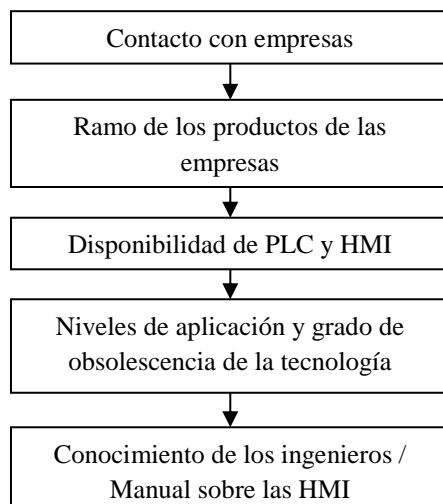 Contacto con empresas
Ramo de los productos de las
empresas
Disponibilidad de PLC y HMI
Niveles de aplicación y grado de
obsolescencia de la tecnología
Conocimiento de los ingenieros /
Manual sobre las HMI